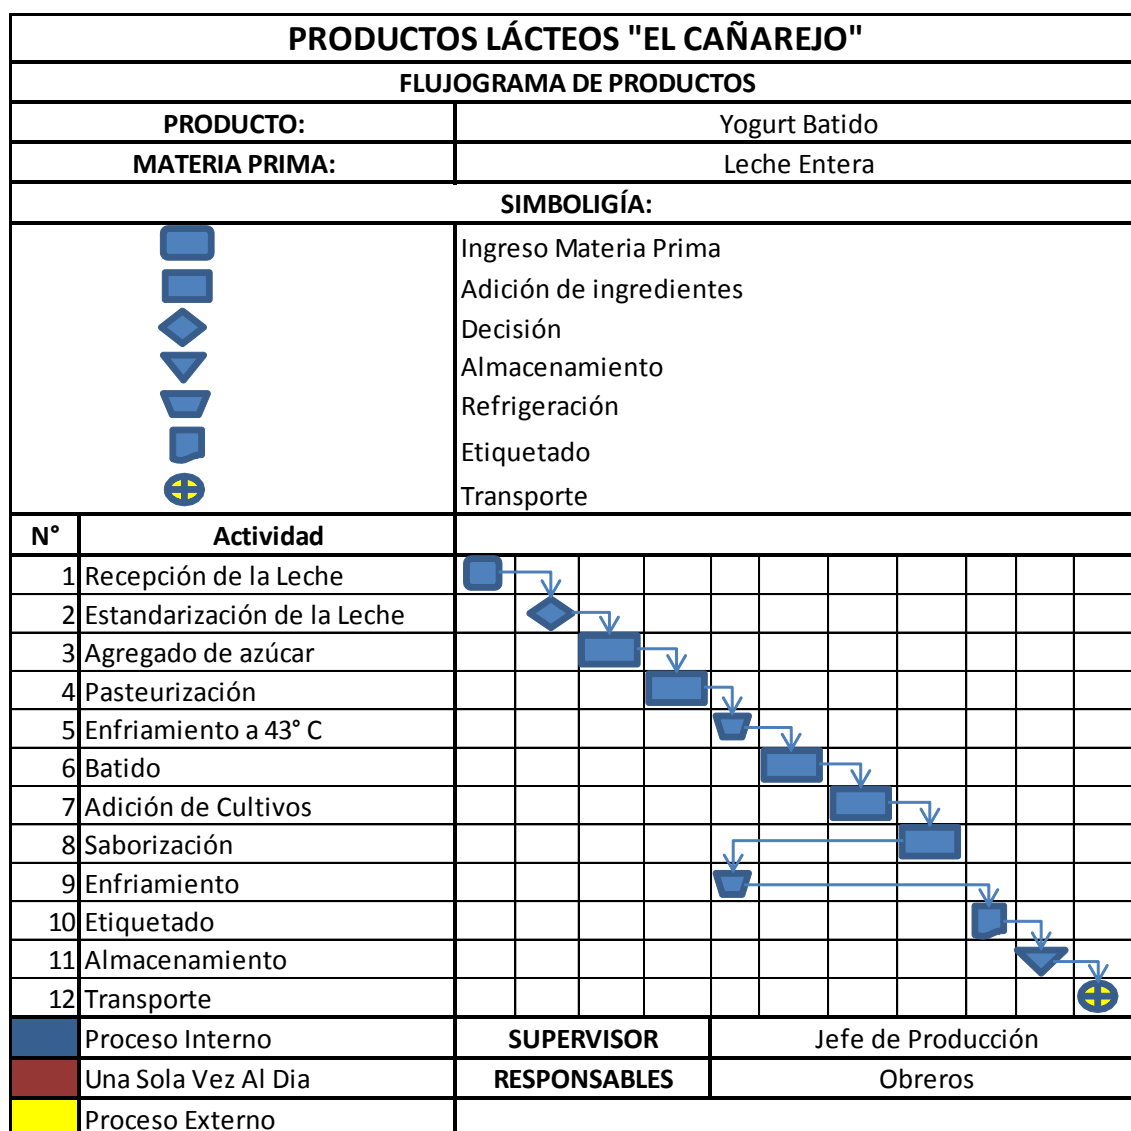 PRODUCTOS LÁCTEOS "EL CAÑAREJO"
FLUJOGRAMA DE PRODUCTOS
PRODUCTO: Yogurt Batido
MATERIA PRIMA: Leche Entera
SIMBOLIGÍA:
Ingreso Materia Prima
Adición de ingredientes
Decisión
Almacenamiento
Refrigeración
Etiquetado
Transporte
N° Actividad
1 Recepción de la Leche
2 Estandarización de la Leche
3 Agregado de azúcar
4 Pasteurización
5 Enfriamiento a 43° C
6 Batido
7 Adición de Cultivos
8 Saborización
9 Enfriamiento
10 Etiquetado
11 Almacenamiento
12 Transporte
Proceso Interno SUPERVISOR Jefe de Producción
Una Sola Vez Al Dia RESPONSABLES Obreros
Proceso Externo